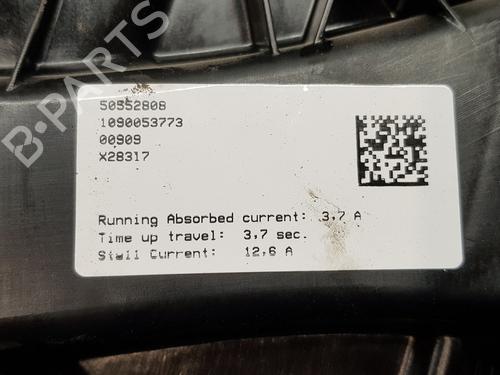 B-PARTS
50552808
1090053773
00909
X28317
Running Absorbed current: 3,7 A
Time up travel: 3,7 sec.
Stall Current: 12,6 A